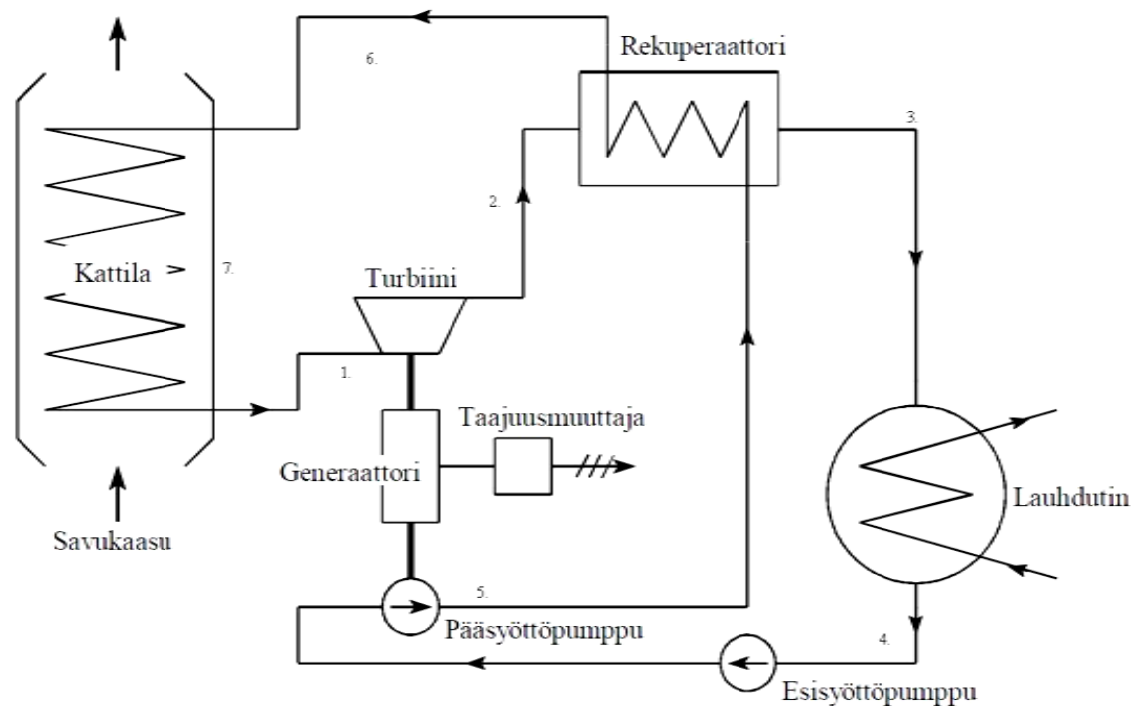 Rekuperaattori
6.
3.
2.
Kattila
7.
Turbiini
1.
Taajuusmuuttaja
Generaattori
Lauhdutin
Savukaasu
5.
Pääsyöttöpumppu
4.
Esisyöttöpumppu